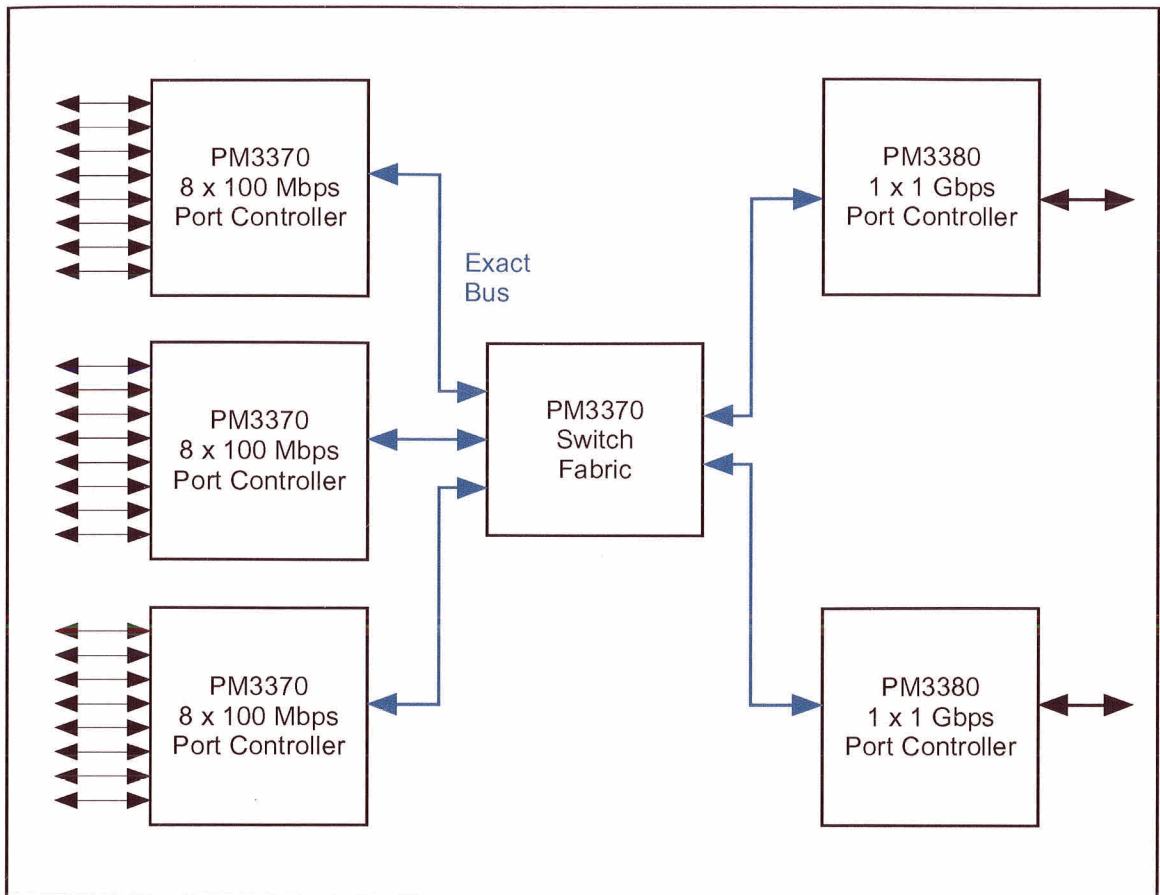 PM3370
8 x 100 Mbps
Port Controller
Exact
Bus
PM3380
1 x 1 Gbps
Port Controller
PM3370
8 x 100 Mbps
Port Controller
PM3370
Switch
Fabric
PM3370
8 x 100 Mbps
Port Controller
PM3380
1 x 1 Gbps
Port Controller